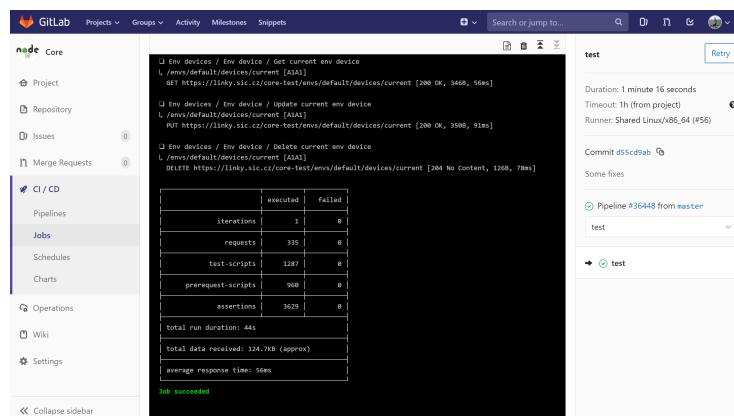 GitLab Projects Groups Activity Milestones Snippets Search or jump to...
node Core
Project
Repository
Issues 0
Merge Requests 0
CI / CD
Pipelines
Jobs
Schedules
Charts
Operations
Wiki
Settings
Collapse sidebar
❏ Env devices / Env device / Get current env device
↳ /envs/default/devices/current [A1A1]
GET https://linky.sic.cz/core-test/envs/default/devices/current [200 OK, 346B, 56ms]
❏ Env devices / Env device / Update current env device
↳ /envs/default/devices/current [A1A1]
PUT https://linky.sic.cz/core-test/envs/default/devices/current [200 OK, 350B, 91ms]
❏ Env devices / Env device / Delete current env device
↳ /envs/default/devices/current [A1A1]
DELETE https://linky.sic.cz/core-test/envs/default/devices/current [204 No Content, 126B, 78ms]
executed failed
iterations 1 0
requests 335 0
test-scripts 1287 0
prerequest-scripts 960 0
assertions 3629 0
total run duration: 44s
total data received: 124.7KB (approx)
average response time: 56ms
Job succeeded
test Retry
Duration: 1 minute 16 seconds
Timeout: 1h (from project)
Runner: Shared Linux/x86_64 (#56)
Commit d55cd9ab
Some fixes
Pipeline #36448 from master
test
test